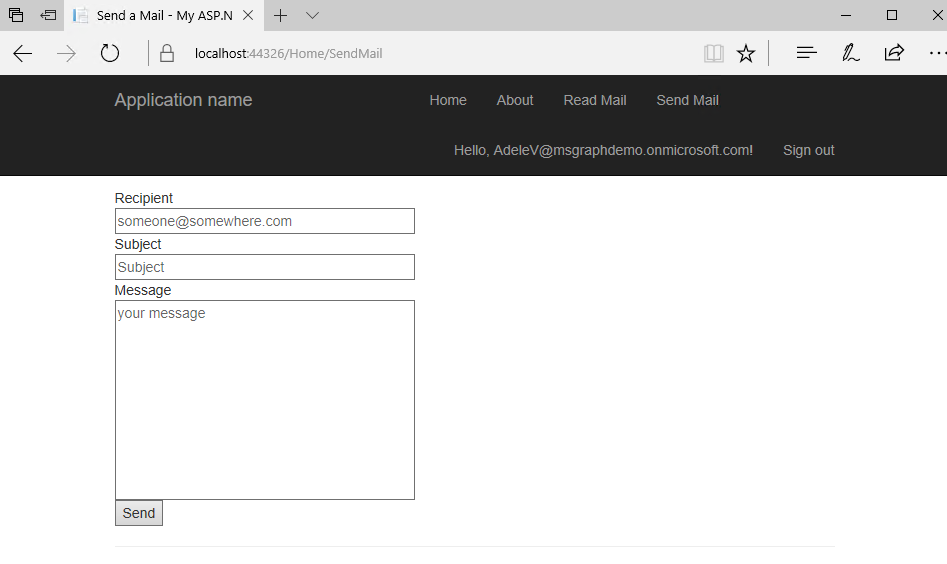 Send a Mail - My ASP.N
localhost:44326/Home/SendMail
Application name Home About Read Mail Send Mail
Hello, AdeleV@msgraphdemo.onmicrosoft.com! Sign out
Recipient
someone@somewhere.com
Subject
Subject
Message
your message
Send